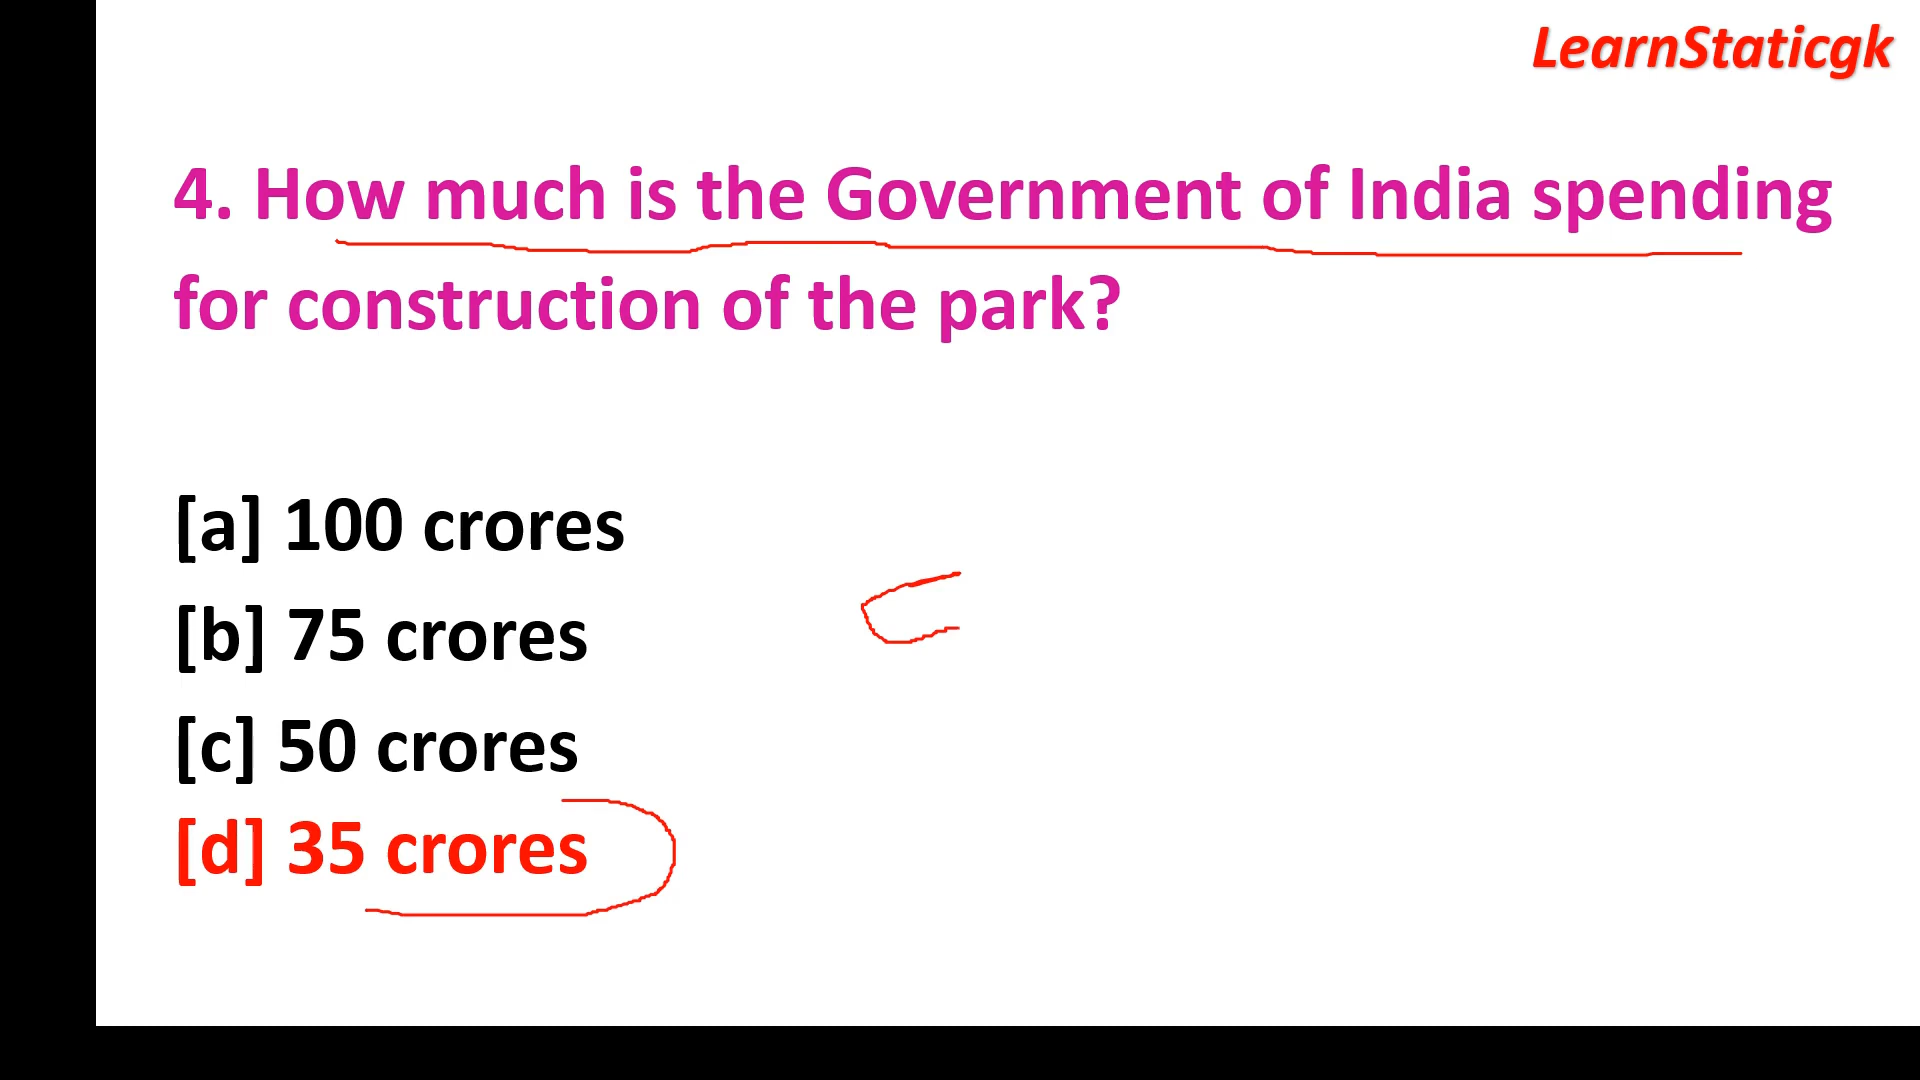 LearnStaticgk
4. How much is the Government of India spending
for construction of the park?
[a] 100 crores
[b] 75 crores
[c] 50 crores
[d] 35 crores